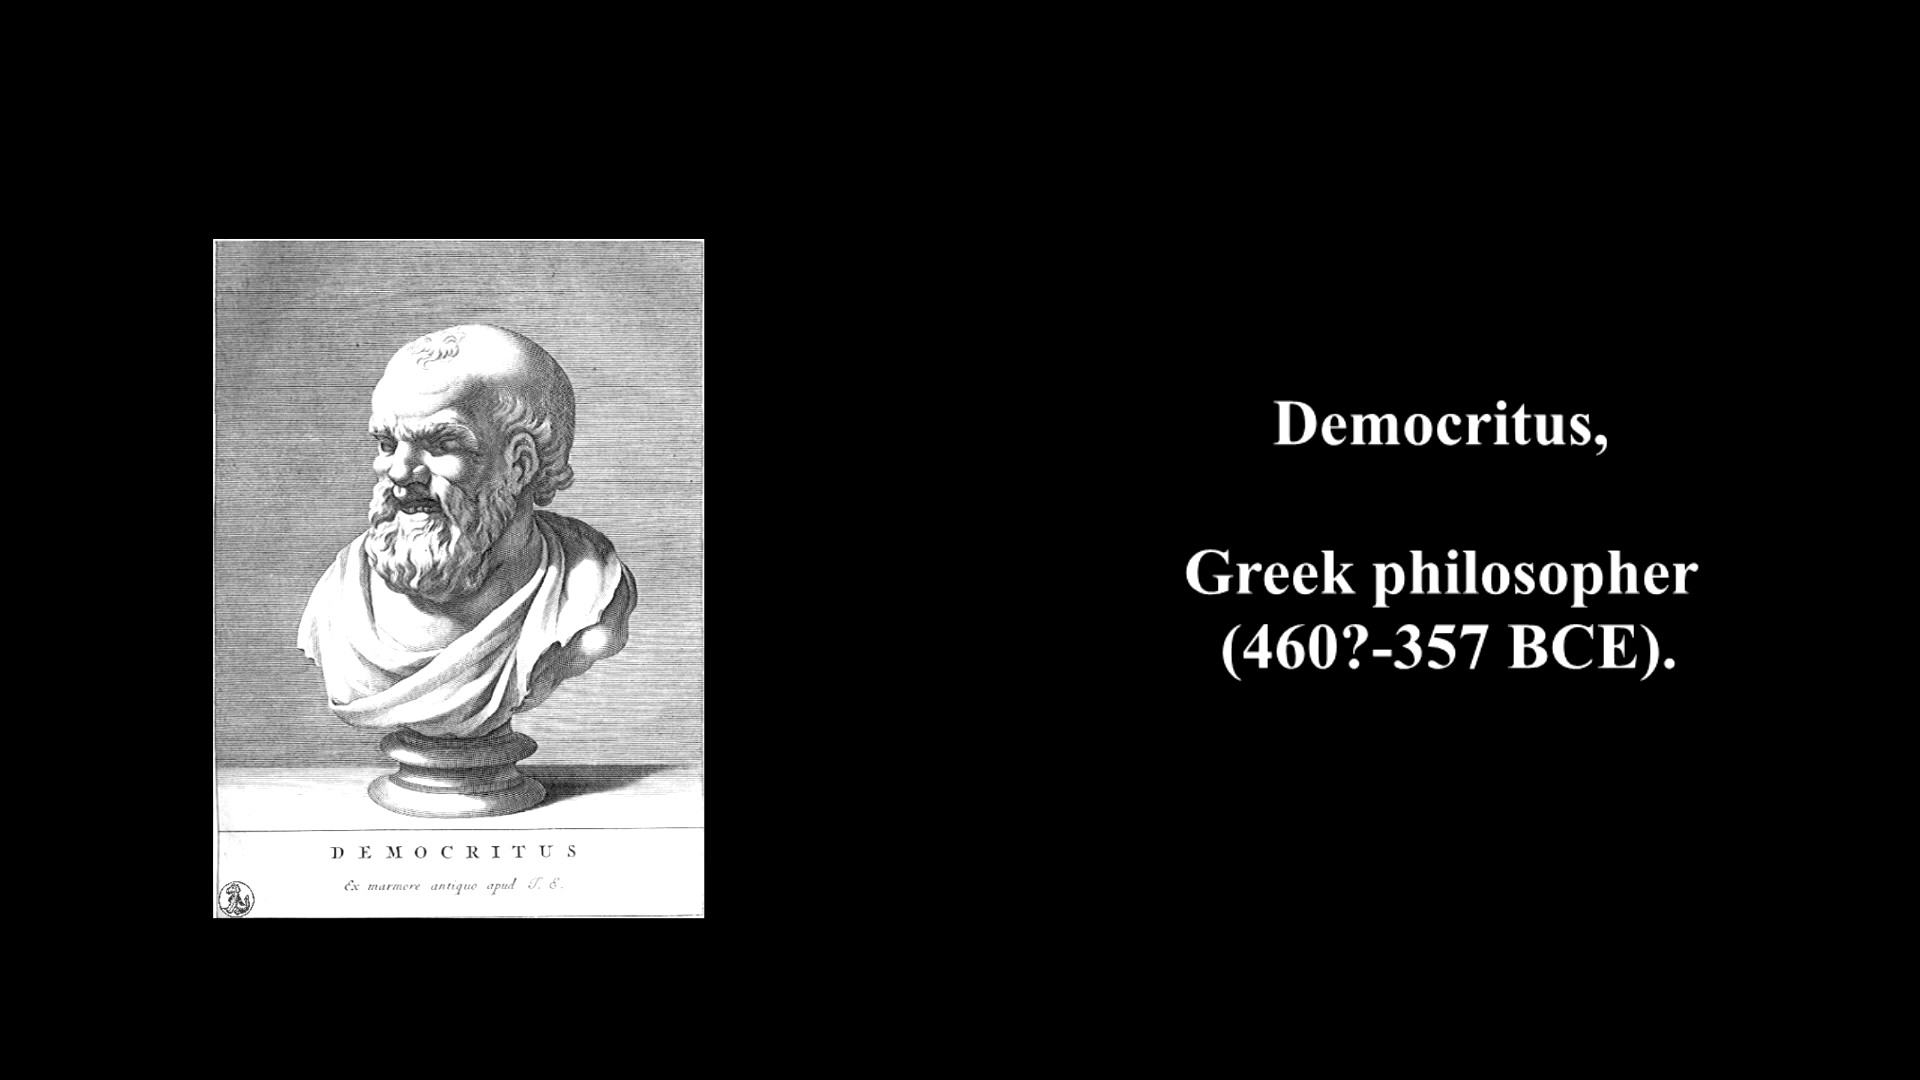 DEMOCRITUS
Ex marmore antiquo apud T. E.
Democritus,
Greek philosopher
(460?-357 BCE).